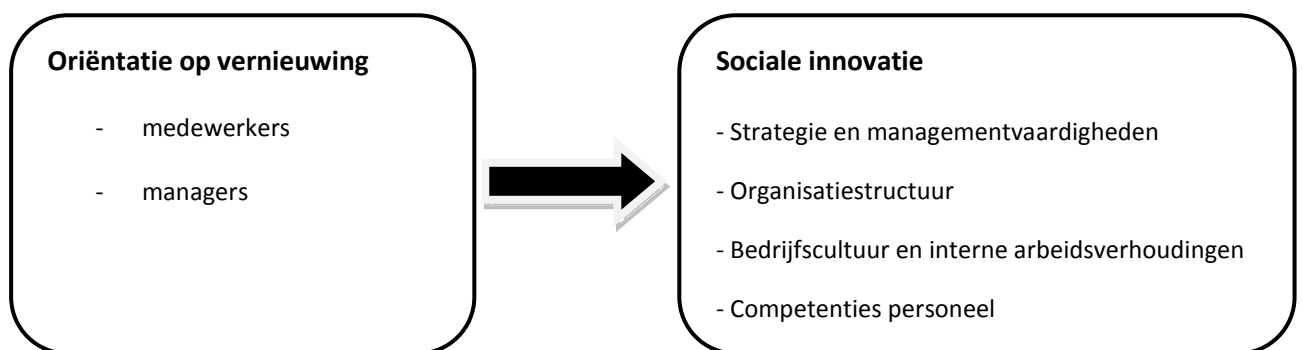 Oriëntatie op vernieuwing
- medewerkers
- managers
Sociale innovatie
- Strategie en managementvaardigheden
- Organisatiestructuur
- Bedrijfscultuur en interne arbeidsverhoudingen
- Competenties personeel